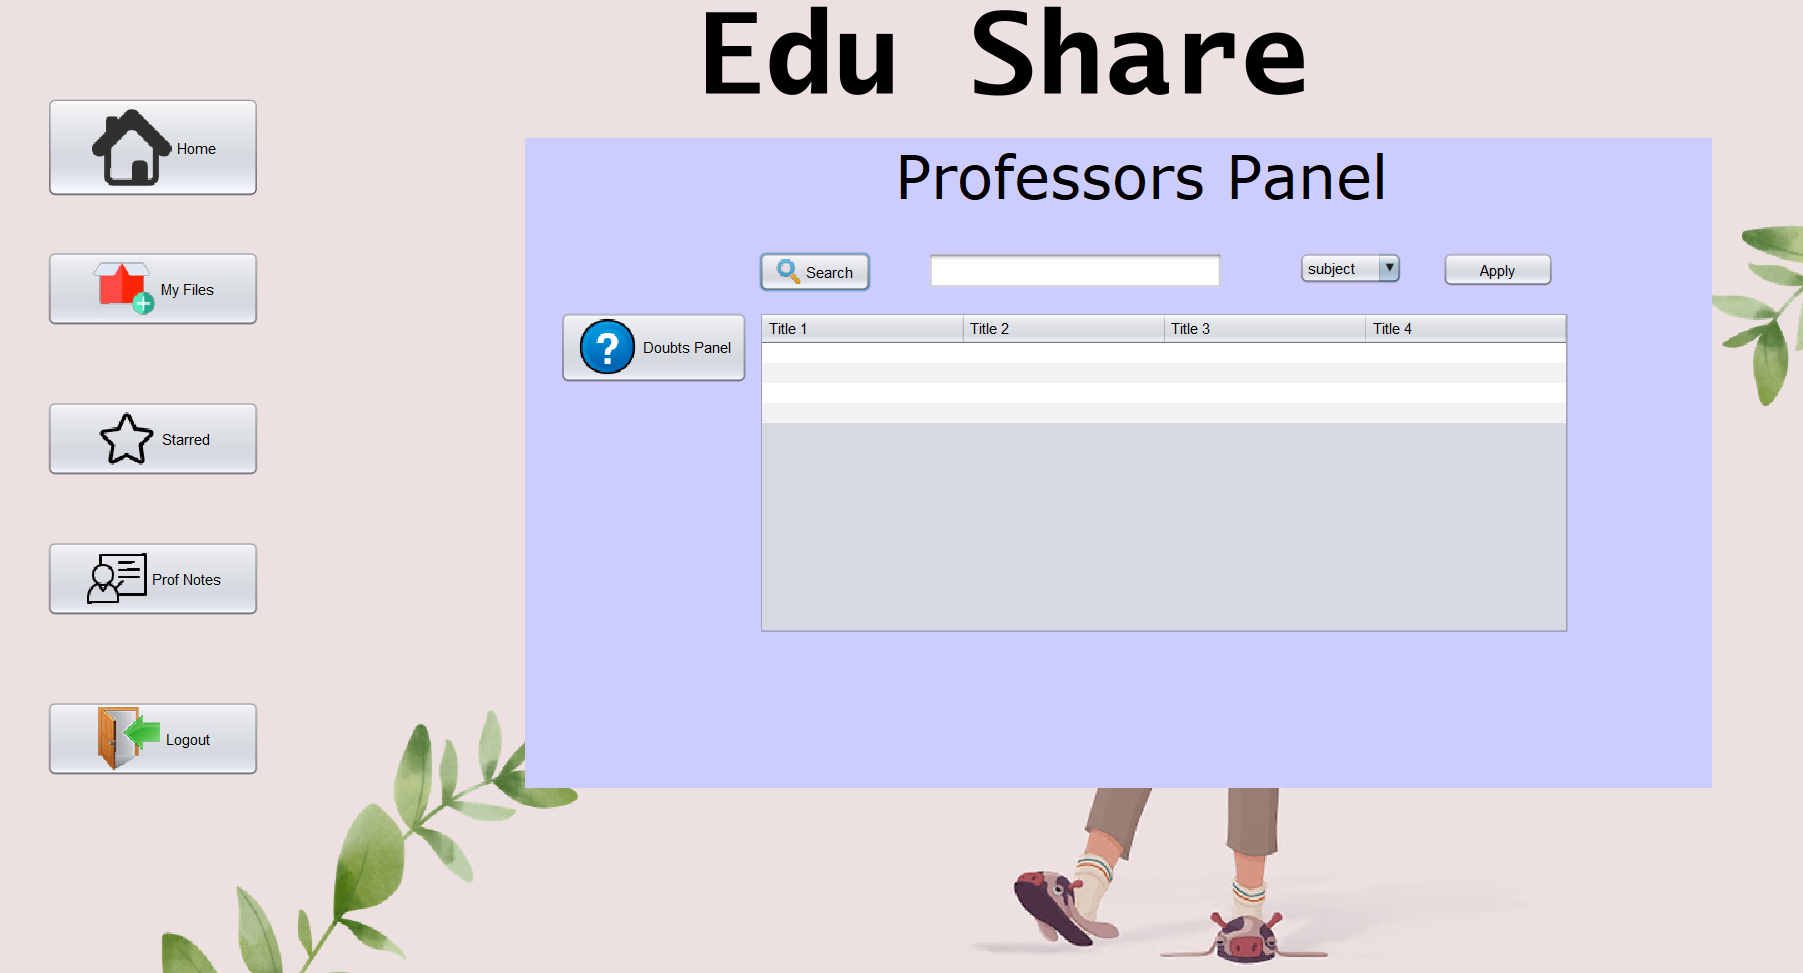 Edu Share
Home
My Files
Starred
Prof Notes
Logout
Professors Panel
Search
subject
Apply
? Doubts Panel
Title 1 Title 2 Title 3 Title 4